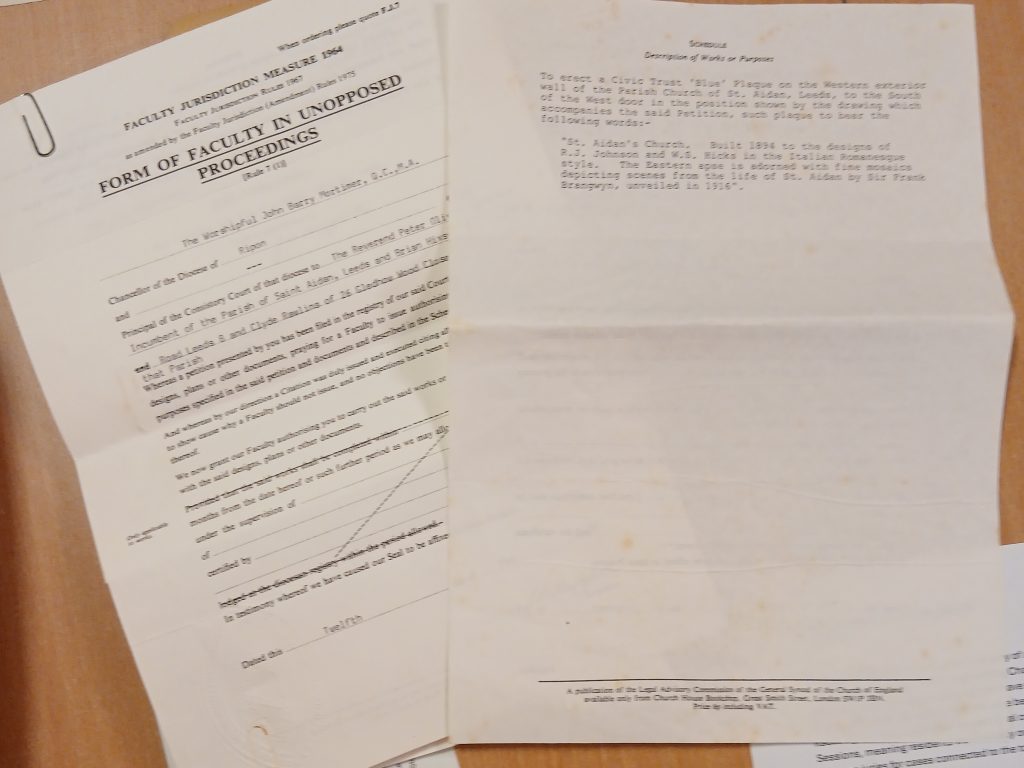 When ordering please quote F.J.7
FACULTY JURISDICTION MEASURE 1964
FACULTY JURISDICTION RULES 1967
as amended by the Faculty Jurisdiction (Amendment) Rules 1975
FORM OF FACULTY IN UNOPPOSED
PROCEEDINGS
[Rule 7 (1)]
The Worshipful John Barry Mortimer, Q.C.,M.A.
Chancellor of the Diocese of Ripon
and
Principal of the Consistory Court of that diocese to The Reverend Peter
Incumbent of the Parish of Saint Aidan, Leeds and Brian
and Road Leeds 8 and Clyde Rawling of 26 Gledhow Wood Close
that Parish
Whereas a petition presented by you has been filed in the registry of our said Court
designs, plans or other documents, praying for a Faculty to issue authorising
purposes specified in the said petition and documents and described in the
And whereas by our direction a Citation was duly issued and executed citing
to show cause why a Faculty should not issue, and no objections have been
thereof.
We now grant our Faculty authorising you to carry out the said works or
with the said designs, plans or other documents.
Provided that the said works shall be completed within
months from the date hereof or such further period as we may
under the supervision of
of
certified by
lodged at the diocesan registry within the period allowed.
In testimony whereof we have caused our Seal to be
Dated this Twelfth
SCHEDULE
Description of Works or Purposes
To erect a Civic Trust 'Blue' Plaque on the Western exterior
wall of the Parish Church of St. Aidan, Leeds, to the South
of the West door in the position shown by the drawing which
accompanies the said Petition, such plaque to bear the
following words:-
"St. Aidan's Church. Built 1894 to the designs of
R.J. Johnson and W.S. Hicks in the Italian Romanesque
style. The Eastern apse is adorned with fine mosaics
depicting scenes from the life of St. Aidan by Sir Frank
Brangwyn, unveiled in 1916".
A publication of the Legal Advisory Commission of the General Synod of the Church of England
available only from Church House Bookshop, Great Smith Street, London SW1P
including VAT.
Sessions, meaning
for cases connected to the